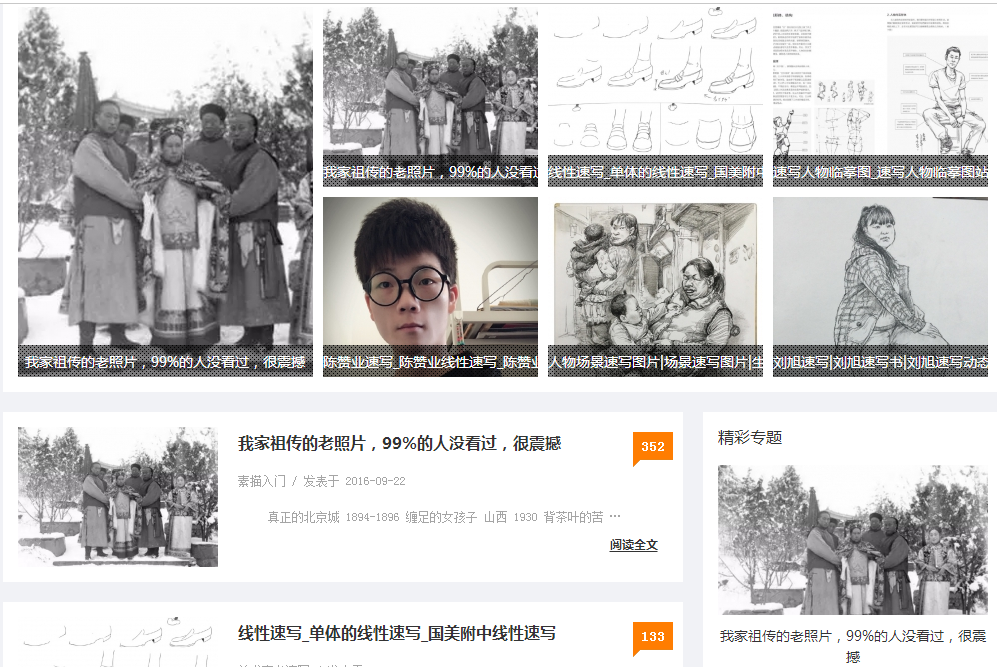 我家祖传的老照片，99%的人没看过，很震撼
我家祖传的老照片，99%的人没看过
线性速写_单体的线性速写_国美附中
速写人物临摹图_速写人物临摹图站
陈赞业速写_陈赞业线性速写_陈赞业
人物场景速写图片|场景速写图片|生
刘旭速写|刘旭速写书|刘旭速写动态
我家祖传的老照片，99%的人没看过，很震撼
352
素描入门 / 发表于 2016-09-22
真正的北京城 1894-1896 缠足的女孩子 山西 1930 背茶叶的苦 …
阅读全文
线性速写_单体的线性速写_国美附中线性速写
133
精彩专题
我家祖传的老照片，99%的人没看过，很震
撼